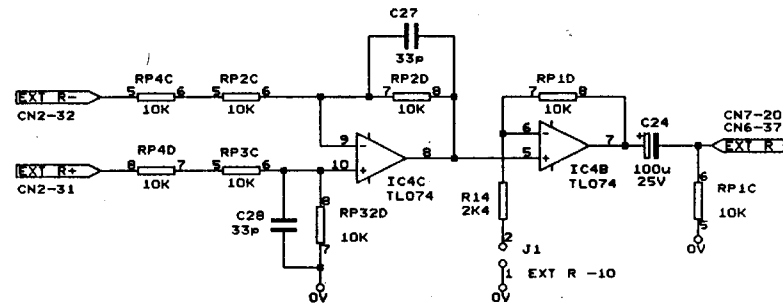 C27
33p
RP4C
RP2C
RP2D
RP1D
EXT R-
5
6
5
6
7
8
7
8
C24
CN7-20
CN6-37
CN2-32
10K
10K
10K
10K
9
-
6
-
7
+
EXT R
RP4D
RP3C
8
EXT R+
8
7
5
6
10
+
5
+
100u
25V
CN2-31
10K
10K
IC4C
TL074
IC4B
TL074
6
RP1C
10K
5
C28
33p
8
RP32D
10K
7
R14
2K4
0V
2
J1
1
EXT R -10
0V
0V